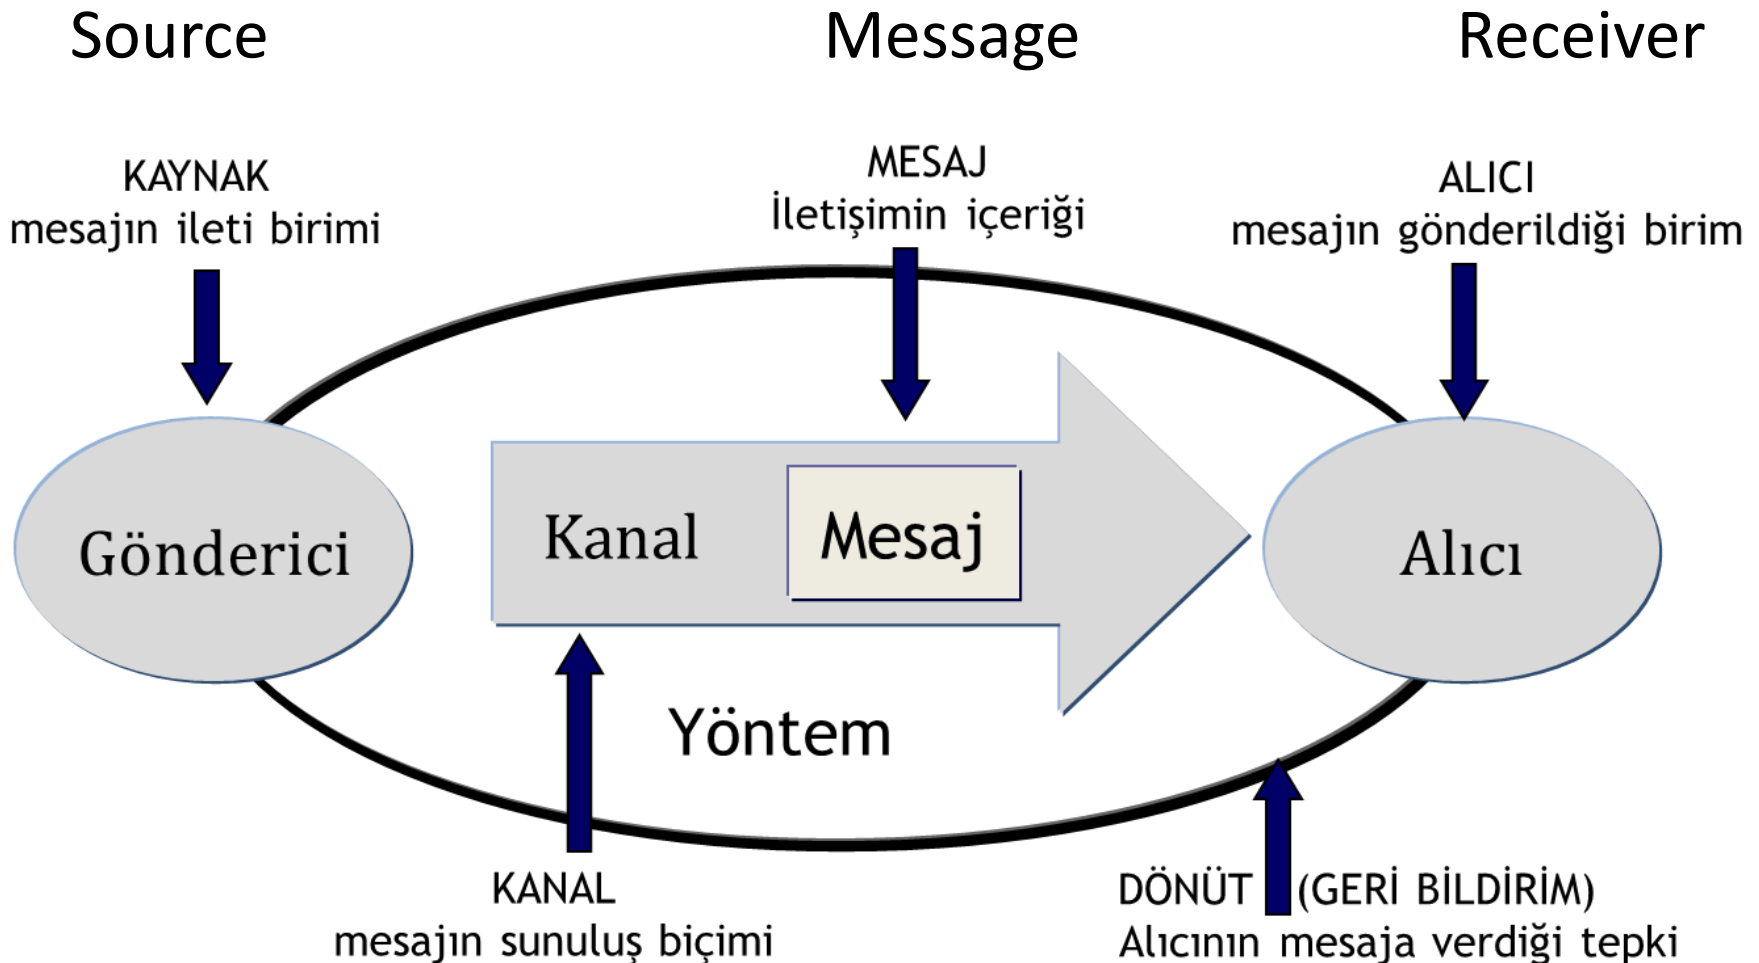 Source
Message
Receiver
KAYNAK
mesajın ileti birimi
MESAJ
İletişimin içeriği
ALICI
mesajın gönderildiği birim
Gönderici
Kanal
Mesaj
Alıcı
Yöntem
KANAL
mesajın sunuluş biçimi
DÖNÜT (GERİ BİLDİRİM)
Alıcının mesaja verdiği tepki